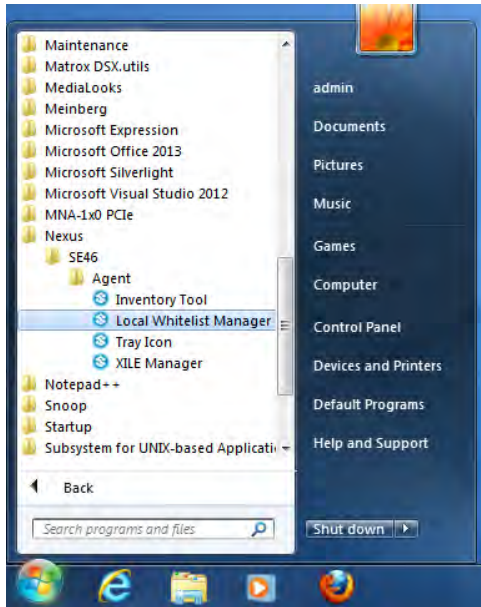 Maintenance
Matrox DSX.utils
MediaLooks
Meinberg
Microsoft Expression
Microsoft Office 2013
Microsoft Silverlight
Microsoft Visual Studio 2012
MNA-1x0 PCIe
Nexus
SE46
Agent
Inventory Tool
Local Whitelist Manager
Tray Icon
XILE Manager
Notepad++
Snoop
Startup
Subsystem for UNIX-based Applicati
Back
Search programs and files
admin
Documents
Pictures
Music
Games
Computer
Control Panel
Devices and Printers
Default Programs
Help and Support
Shut down